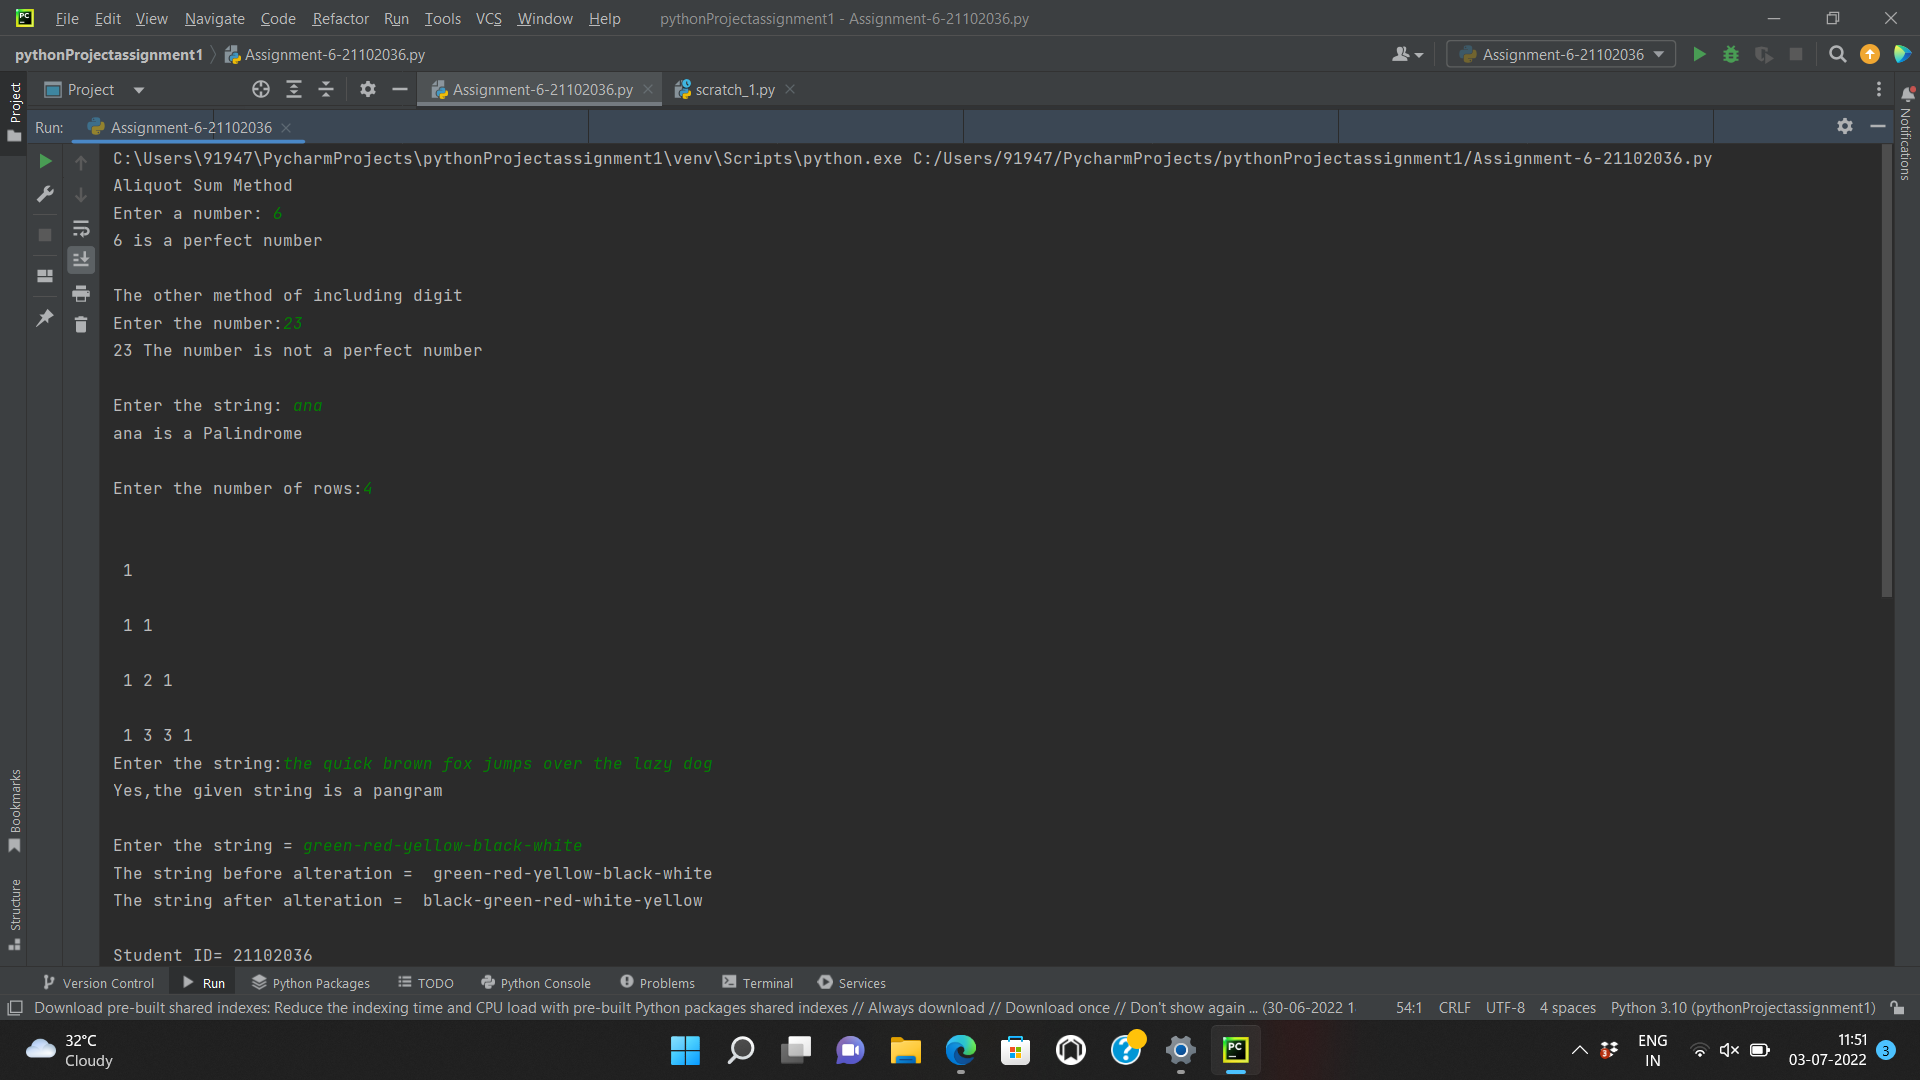 File Edit View Navigate Code Refactor Run Tools VCS Window Help pythonProjectassignment1 - Assignment-6-21102036.py
pythonProjectassignment1 Assignment-6-21102036.py Assignment-6-21102036
Project Assignment-6-21102036.py scratch_1.py
Project
Notifications
Run: Assignment-6-21102036
C:\Users\91947\PycharmProjects\pythonProjectassignment1\venv\Scripts\python.exe C:/Users/91947/PycharmProjects/pythonProjectassignment1/Assignment-6-21102036.py
Aliquot Sum Method
Enter a number: 6
6 is a perfect number
The other method of including digit
Enter the number:23
23 The number is not a perfect number
Enter the string: ana
ana is a Palindrome
Enter the number of rows:4
1
1 1
1 2 1
1 3 3 1
Enter the string:the quick brown fox jumps over the lazy dog
Yes,the given string is a pangram
Enter the string = green-red-yellow-black-white
The string before alteration =  green-red-yellow-black-white
The string after alteration =  black-green-red-white-yellow
Student ID= 21102036
Bookmarks
Structure
Version Control Run Python Packages TODO Python Console Problems Terminal Services
Download pre-built shared indexes: Reduce the indexing time and CPU load with pre-built Python packages shared indexes // Always download // Download once // Don't show again ... (30-06-2022 1 54:1 CRLF UTF-8 4 spaces Python 3.10 (pythonProjectassignment1)
32°C
Cloudy
PC
3
ENG
IN
11:51
03-07-2022
3